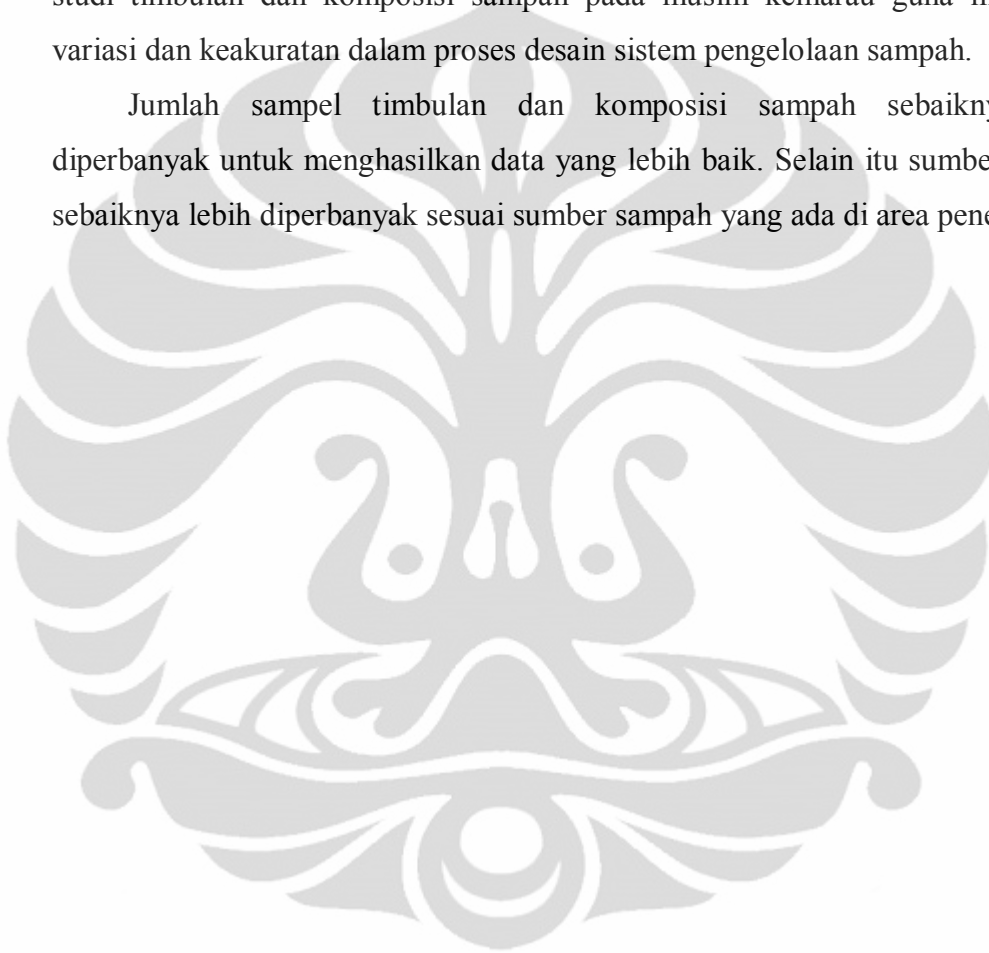 studi timbulan dan komposisi sampah pada musim kemarau guna
variasi dan keakuratan dalam proses desain sistem pengelolaan sampah.
Jumlah sampel timbulan dan komposisi sampah
diperbanyak untuk menghasilkan data yang lebih baik. Selain itu sumber
sebaiknya lebih diperbanyak sesuai sumber sampah yang ada di area